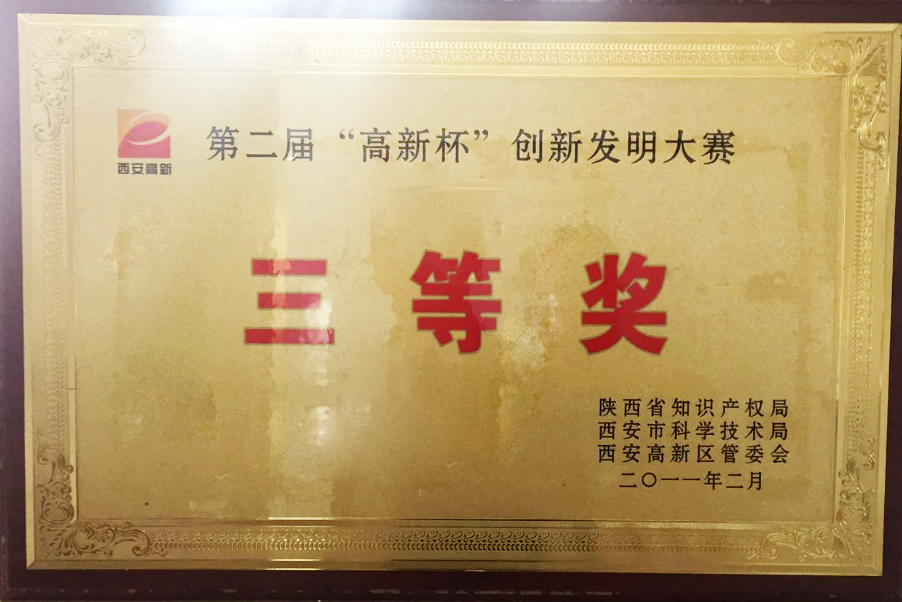 西安高新
第二届“高新杯”创新发明大赛
三等奖
陕西省知识产权局
西安市科学技术局
西安高新区管委会
二〇一一年二月